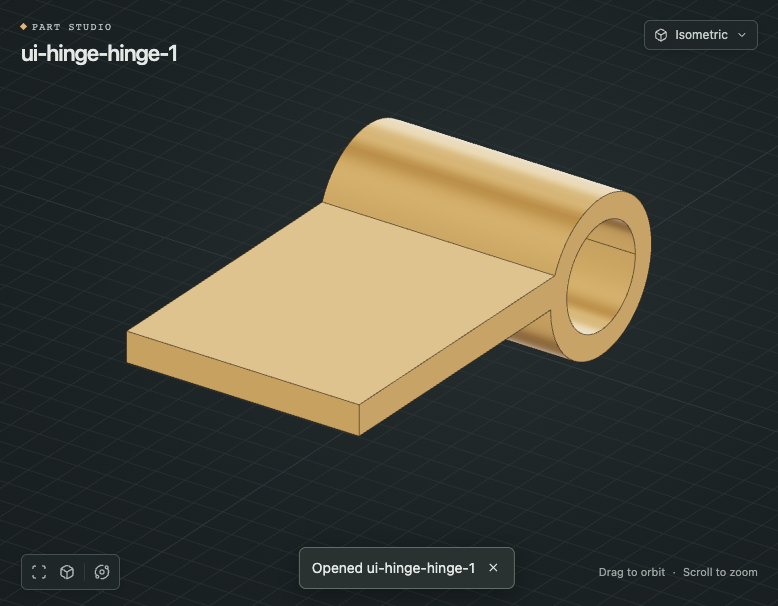 PART STUDIO
ui-hinge-hinge-1
Isometric
Opened ui-hinge-hinge-1
Drag to orbit · Scroll to zoom